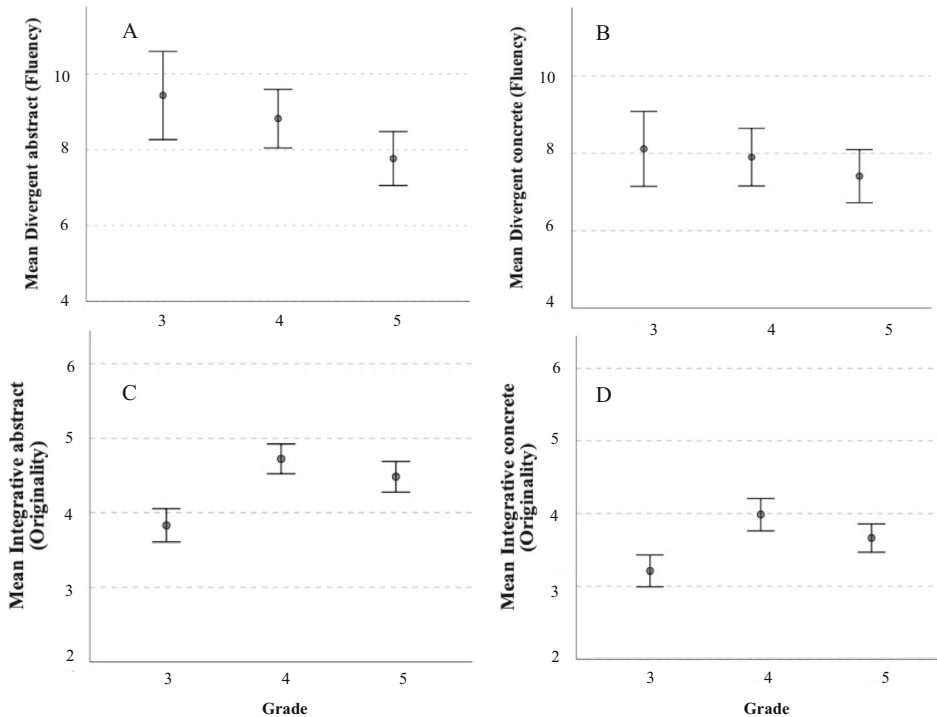 A
Mean Divergent abstract (Fluency)
10
8
6
4
3 4 5
B
Mean Divergent concrete (Fluency)
10
8
6
4
3 4 5
C
Mean Integrative abstract
(Originality)
6
5
4
3
2
3 4 5
Grade
D
Mean Integrative concrete
(Originality)
6
5
4
3
2
3 4 5
Grade